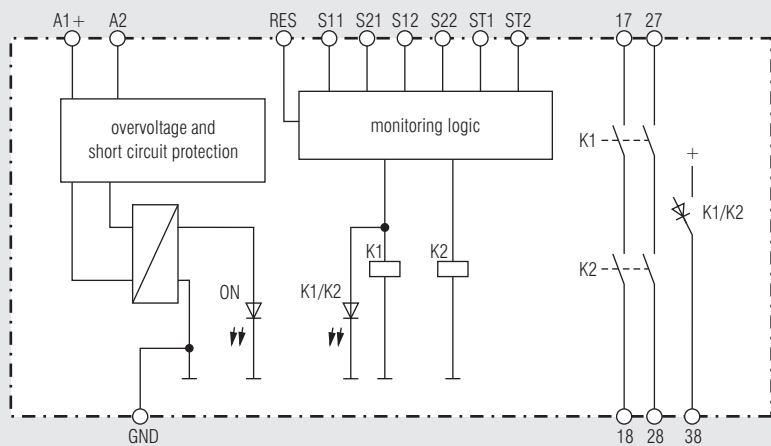 A1+ A2 RES S11 S21 S12 S22 ST1 ST2 17 27
overvoltage and
short circuit protection
monitoring logic
K1
+
K1/K2
K1 K2
K2
ON K1/K2
GND 18 28 38